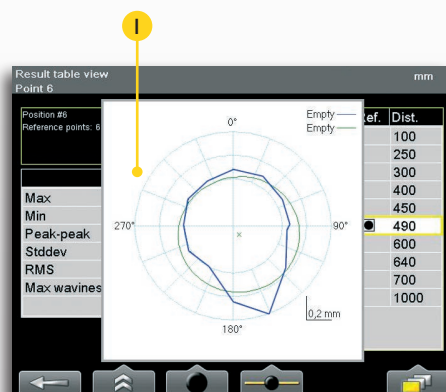 I
Result table view
mm
Point 6
Position #6
Reference points: 6
Max
Min
Peak-peak
Stddev
RMS
Max wavines
0°
90°
180°
270°
Empty
Empty
0,2 mm
ef. Dist.
100
250
300
400
450
490
600
640
700
1000